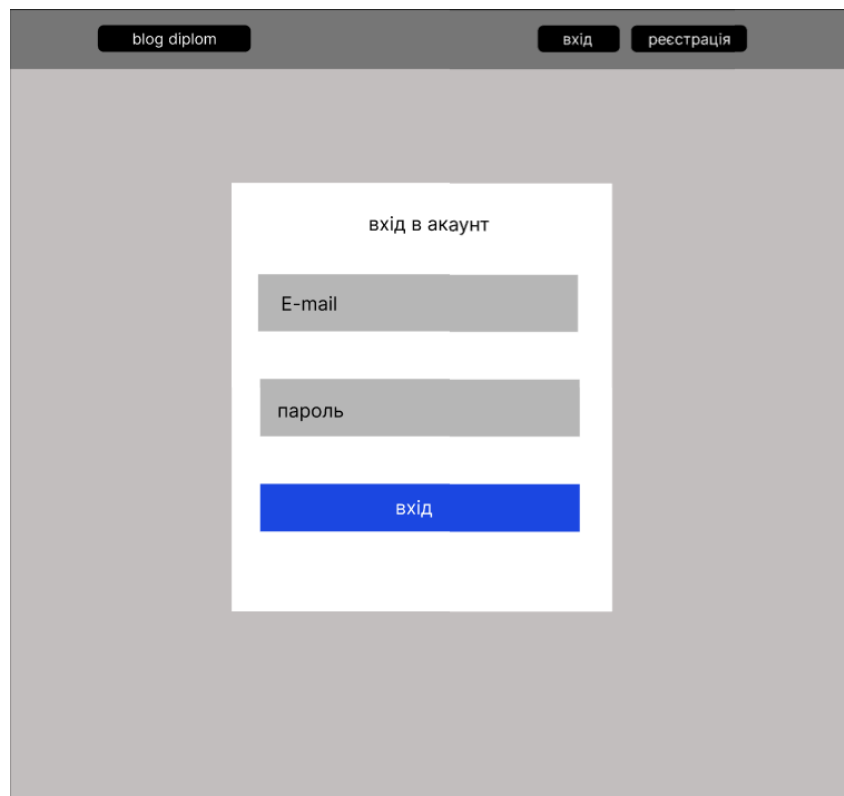 blog diplom
вхід
реєстрація
вхід в акаунт
E-mail
пароль
вхід